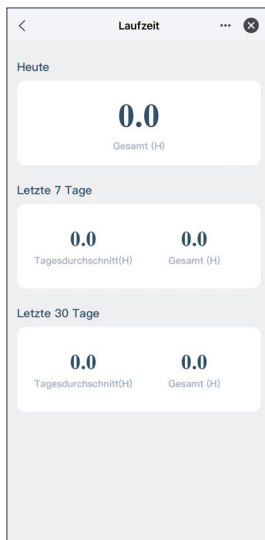 Laufzeit
Heute
0.0
Gesamt (H)
Letzte 7 Tage
0.0 0.0
Tagesdurchschnitt(H) Gesamt (H)
Letzte 30 Tage
0.0 0.0
Tagesdurchschnitt(H) Gesamt (H)